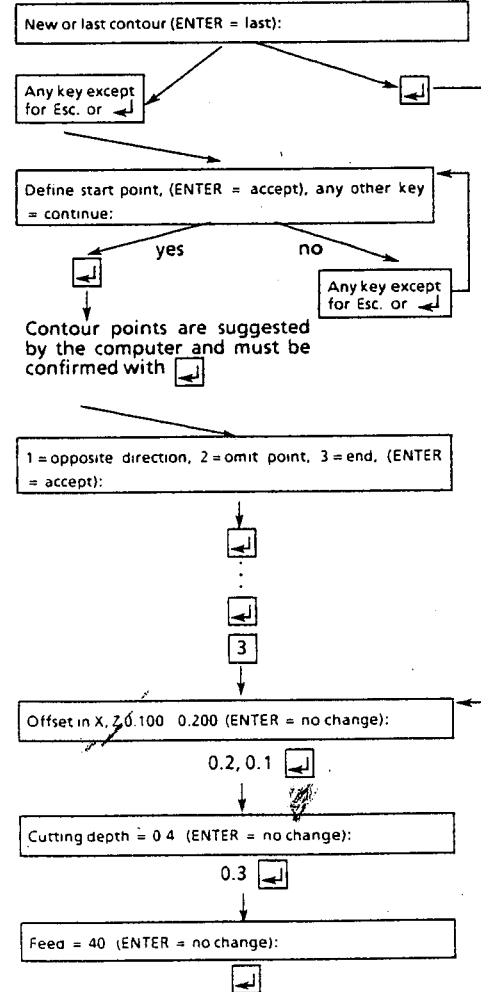 New or last contour (ENTER = last):
Any key except
for Esc. or ↵
↵
Define start point, (ENTER = accept), any other key
= continue:
yes
no
↵
Any key except
for Esc. or ↵
Contour points are suggested
by the computer and must be
confirmed with ↵
1 = opposite direction, 2 = omit point, 3 = end, (ENTER
= accept):
↵
↵
3
Offset in X, Z 0.100 0.200 (ENTER = no change):
0.2, 0.1 ↵
Cutting depth = 0 4 (ENTER = no change):
0.3 ↵
Feed = 40 (ENTER = no change):
↵